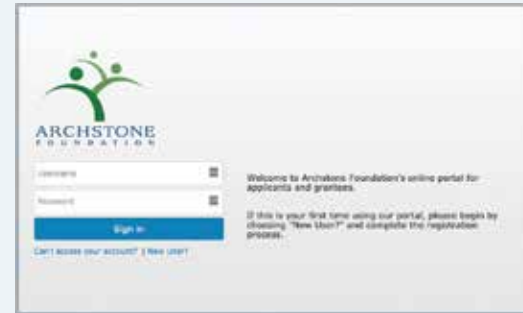 ARCHSTONE
FOUNDATION
Username
Password
Sign in
Can't access your account? | New User?
Welcome to Archstone Foundation's online portal for
applicants and grantees.
If this is your first time using our portal, please begin by
choosing "New User?" and complete the registration
process.